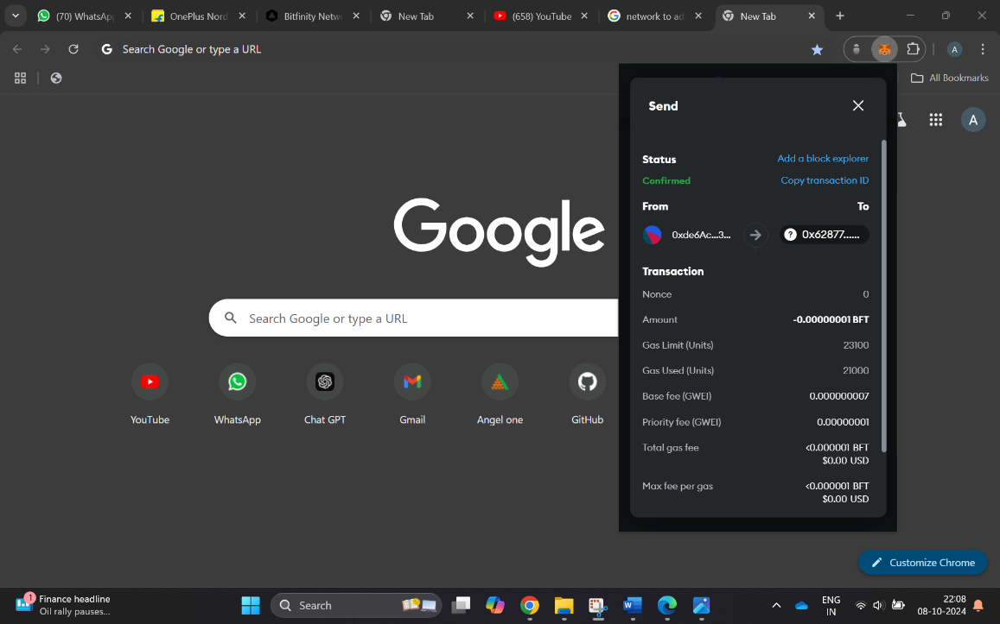 (70) WhatsApp
OnePlus Nord
Bitfinity Netw
New Tab
(658) YouTube
network to ad
New Tab
Search Google or type a URL
A
All Bookmarks
A
Google
Search Google or type a URL
YouTube
WhatsApp
Chat GPT
Gmail
Angel one
GitHub
Send
Status
Add a block explorer
Confirmed
Copy transaction ID
From
To
0xde6Ac...3...
0x62877......
Transaction
Nonce
0
Amount
-0.00000001 BFT
Gas Limit (Units)
23100
Gas Used (Units)
21000
Base fee (GWEI)
0.000000007
Priority fee (GWEI)
0.00000001
Total gas fee
<0.000001 BFT
$0.00 USD
Max fee per gas
<0.000001 BFT
$0.00 USD
Customize Chrome
1
Finance headline
Oil rally pauses...
Search
ENG
IN
22:08
08-10-2024